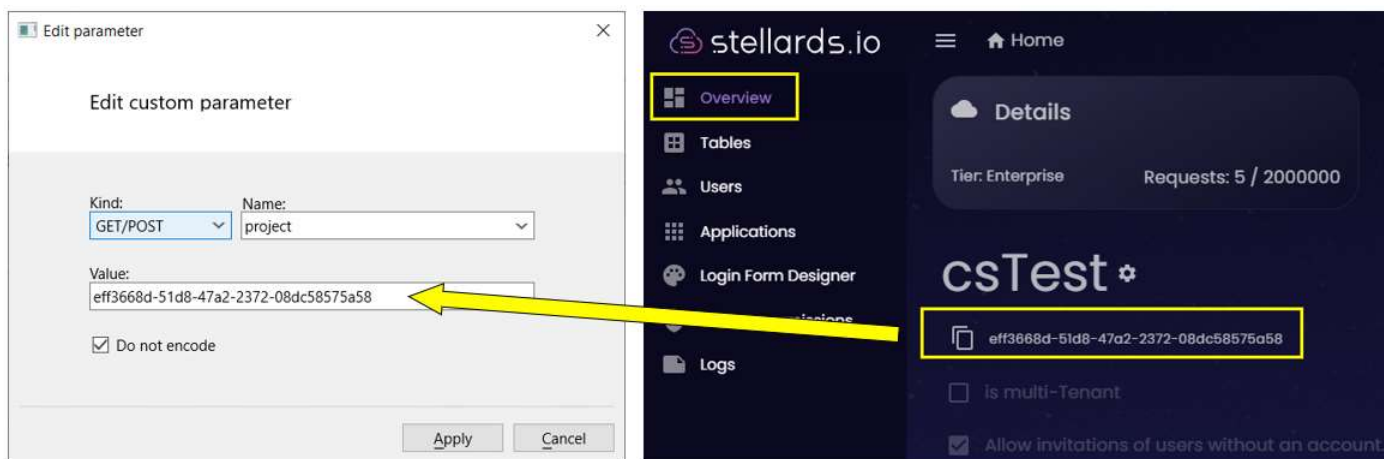 Edit parameter
Edit custom parameter
Kind:
Name:
GET/POST
project
Value:
eff3668d-51d8-47a2-2372-08dc58575a58
Do not encode
Apply
Cancel
stellards.io
Overview
Tables
Users
Applications
Login Form Designer
Logs
Home
Details
Tier: Enterprise
Requests: 5 / 2000000
csTest
eff3668d-51d8-47a2-2372-08dc58575a58
is multi-Tenant
Allow invitations of users without an account.